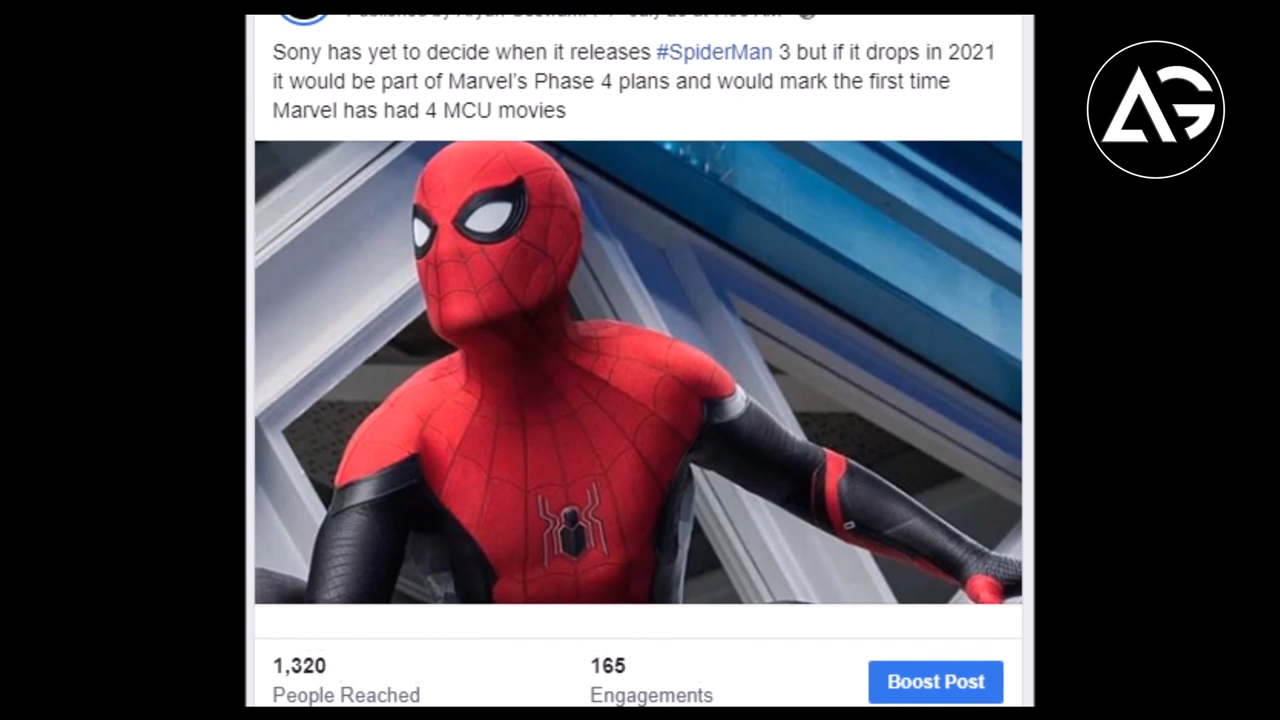 Sony has yet to decide when it releases #SpiderMan 3 but if it drops in 2021
it would be part of Marvel's Phase 4 plans and would mark the first time
Marvel has had 4 MCU movies
AG
1,320
165
People Reached
Engagements
Boost Post